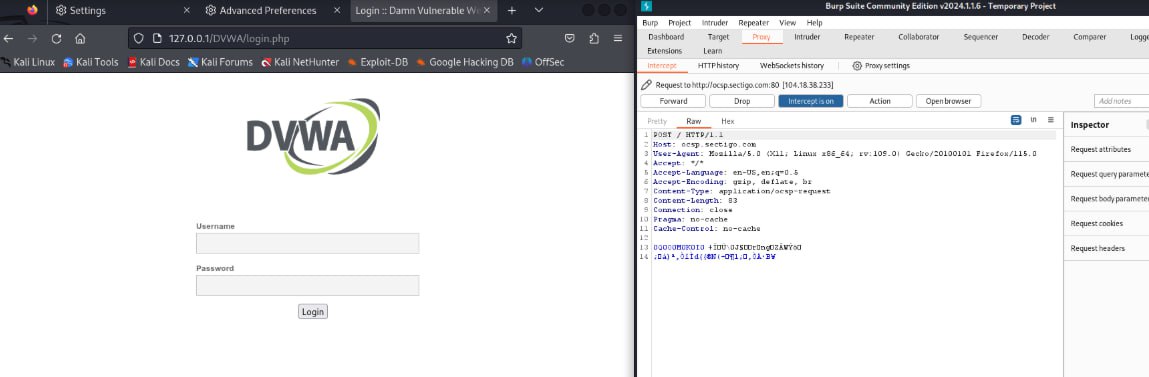 Settings
Advanced Preferences
Login :: Damn Vulnerable We
127.0.0.1/DVWA/login.php
Kali Linux
Kali Tools
Kali Docs
Kali Forums
Kali NetHunter
Exploit-DB
Google Hacking DB
OffSec
DVWA
Username
Password
Login
Burp Suite Community Edition v2024.1.1.6 - Temporary Project
Burp Project Intruder Repeater View Help
Dashboard Target Proxy Intruder Repeater Collaborator Sequencer Decoder Comparer Logge
Extensions Learn
Intercept HTTP history WebSockets history Proxy settings
Request to http://ocsp.sectigo.com:80 [104.18.38.233]
Forward Drop Intercept is on Action Open browser Add notes
Pretty Raw Hex
\n
1 POST / HTTP/1.1
2 Host: ocsp.sectigo.com
3 User-Agent: Mozilla/5.0 (X11; Linux x86_64; rv:109.0) Gecko/20100101 Firefox/115.0
4 Accept: */*
5 Accept-Language: en-US,en;q=0.5
6 Accept-Encoding: gzip, deflate, br
7 Content-Type: application/ocsp-request
8 Content-Length: 83
9 Connection: close
10 Pragma: no-cache
11 Cache-Control: no-cache
12
13
14
Inspector
Request attributes
Request query paramete
Request body parameter
Request cookies
Request headers